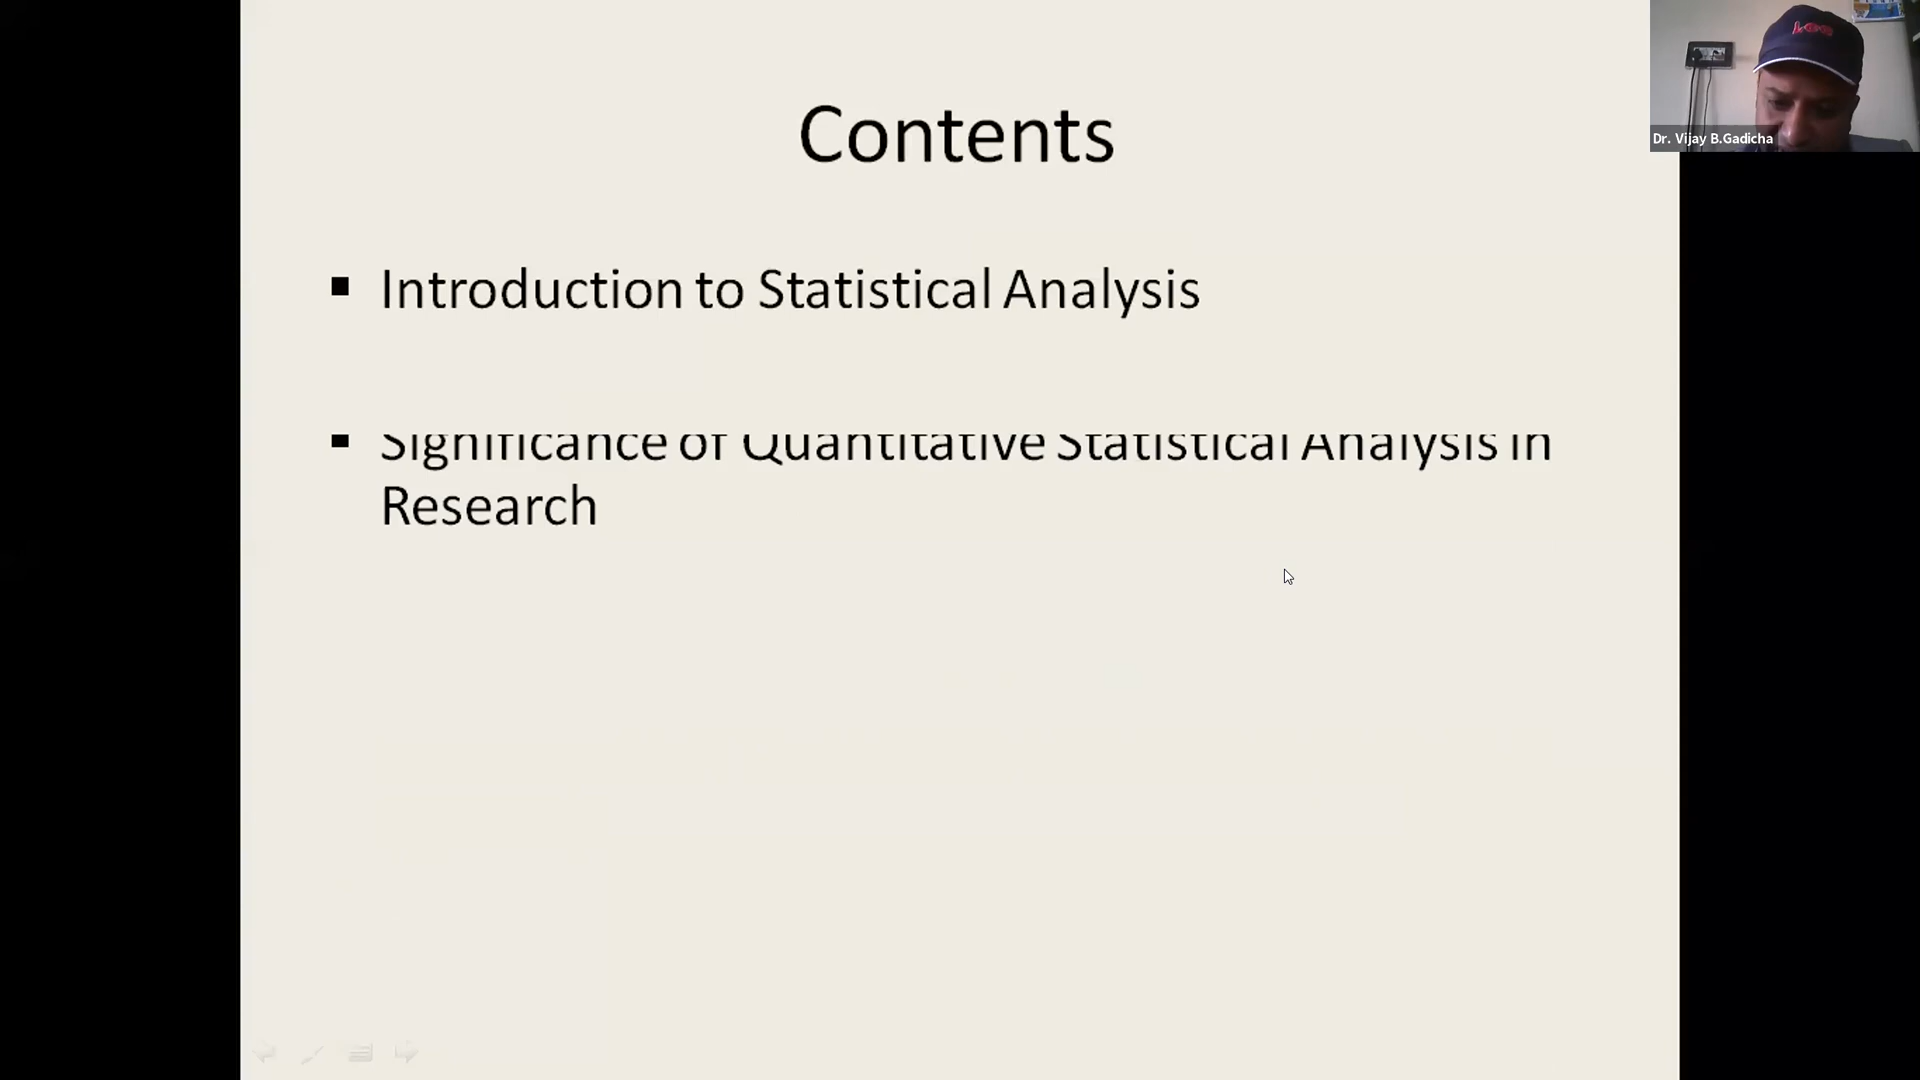 Contents
▪ Introduction to Statistical Analysis
▪ Significance of Quantitative Statistical Analysis in
Research
Dr. Vijay B.Gadicha